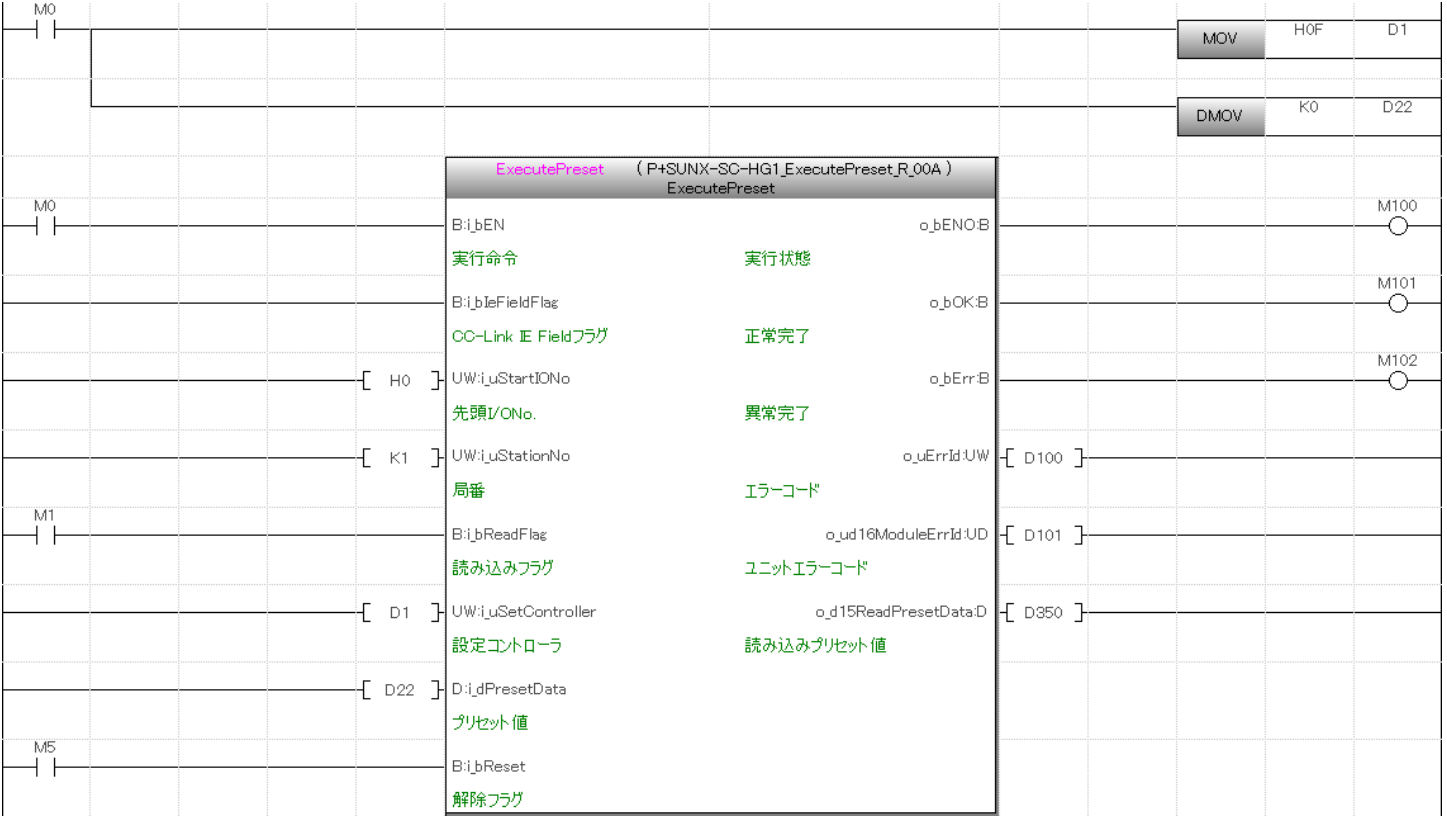 M0
MOV H0F D1
DMOV K0 D22
ExecutePreset (P+SUNX-SC-HG1_ExecutePreset_R_00A)
ExecutePreset
M0
B:i_bEN
o_bENO:B
M100
実行命令
実行状態
B:i_bIeFieldFlag
o_bOK:B
M101
CC-Link IE Fieldフラグ
正常完了
H0
UW:i_uStartIONo
o_bErr:B
M102
先頭I/ONo.
異常完了
K1
UW:i_uStationNo
o_uErrId:UW
D100
局番
エラーコード
M1
B:i_bReadFlag
o_ud16ModuleErrId:UD
D101
読み込みフラグ
ユニットエラーコード
D1
UW:i_uSetController
o_d15ReadPresetData:D
D350
設定コントローラ
読み込みプリセット値
D22
D:i_dPresetData
プリセット値
M5
B:i_bReset
解除フラグ